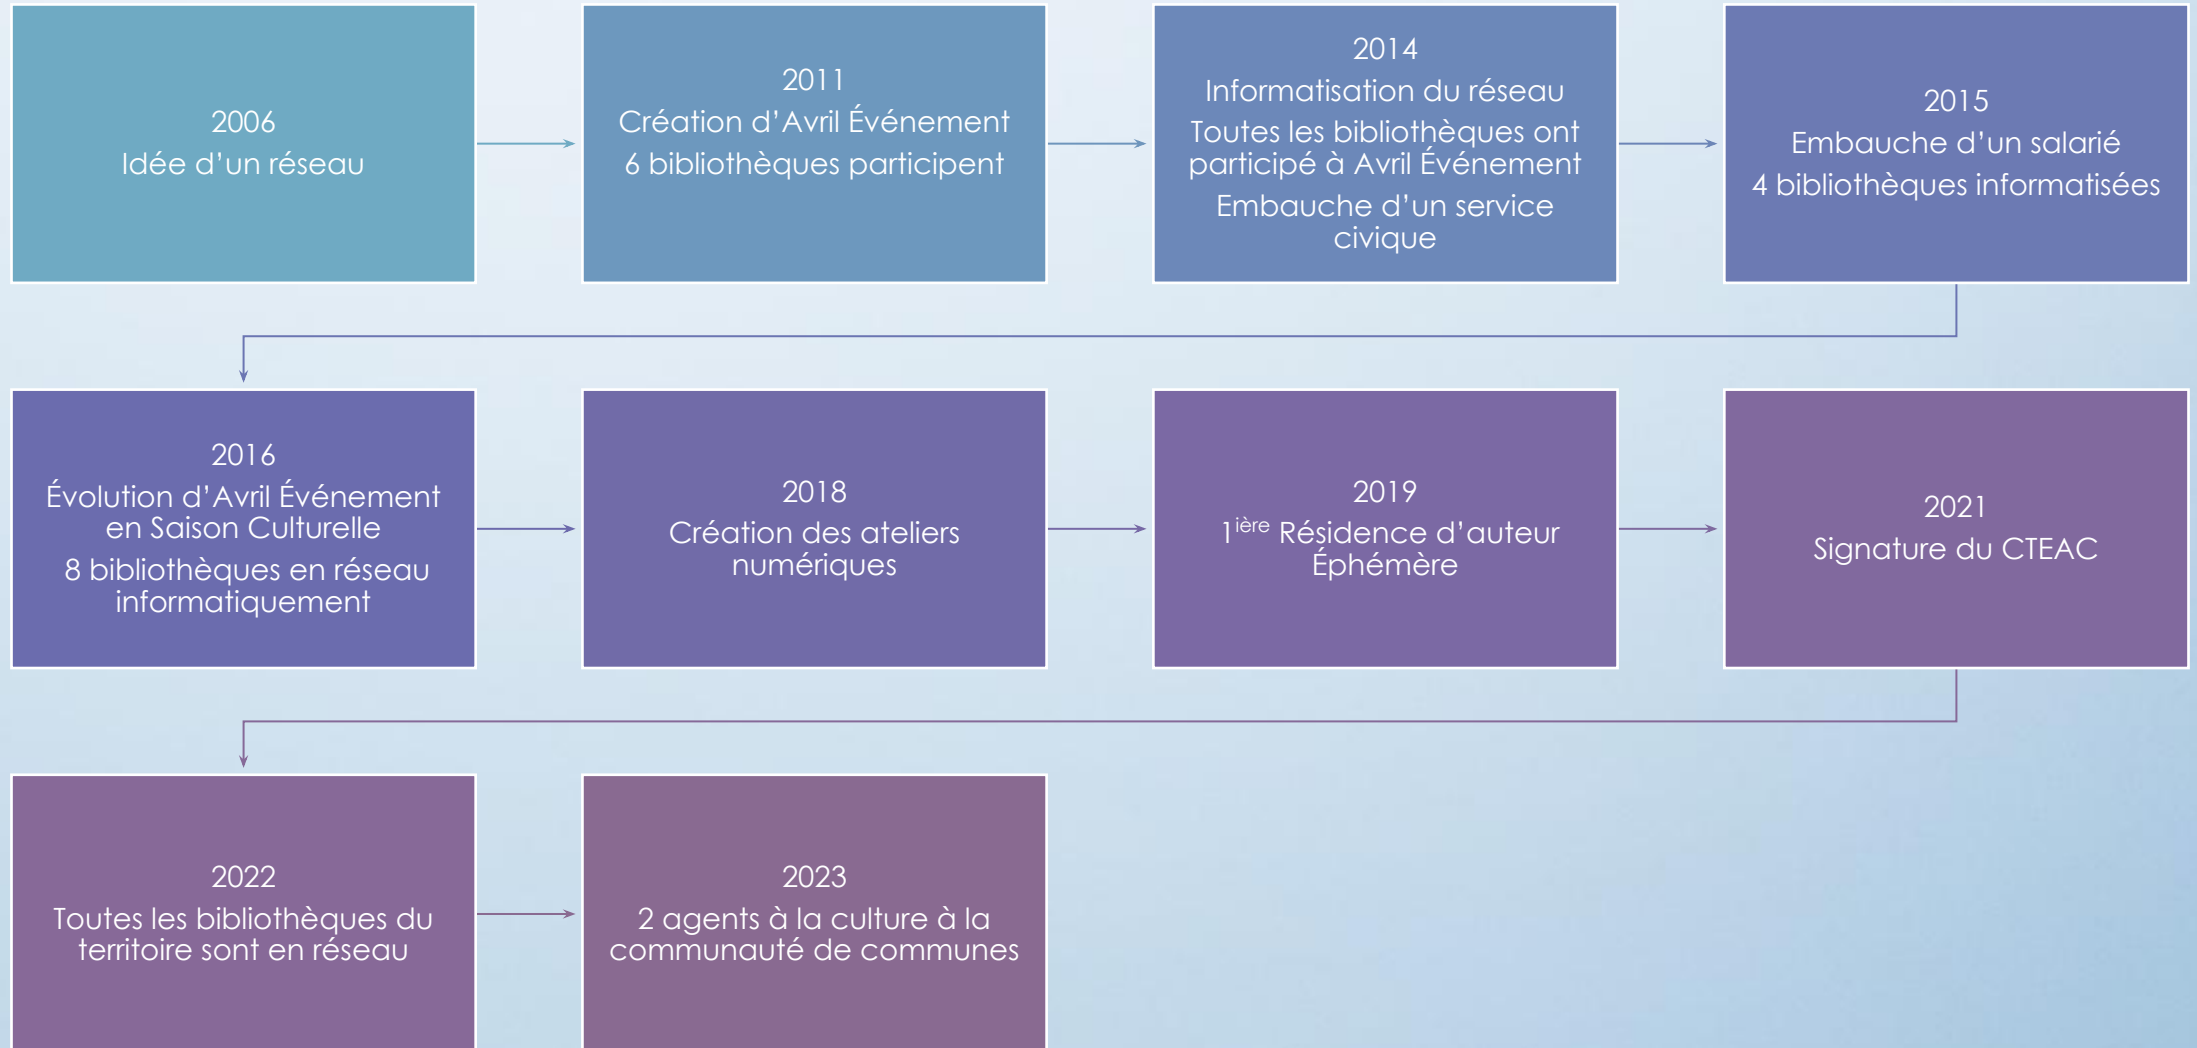 2006
Idée d’un réseau
2011
Création d’Avril Événement
6 bibliothèques participent
2014
Informatisation du réseau
Toutes les bibliothèques ont
participé à Avril Événement
Embauche d’un service
civique
2015
Embauche d’un salarié
4 bibliothèques informatisées
2016
Évolution d’Avril Événement
en Saison Culturelle
8 bibliothèques en réseau
informatiquement
2018
Création des ateliers
numériques
2019
1ière Résidence d’auteur
Éphémère
2021
Signature du CTEAC
2022
Toutes les bibliothèques du
territoire sont en réseau
2023
2 agents à la culture à la
communauté de communes